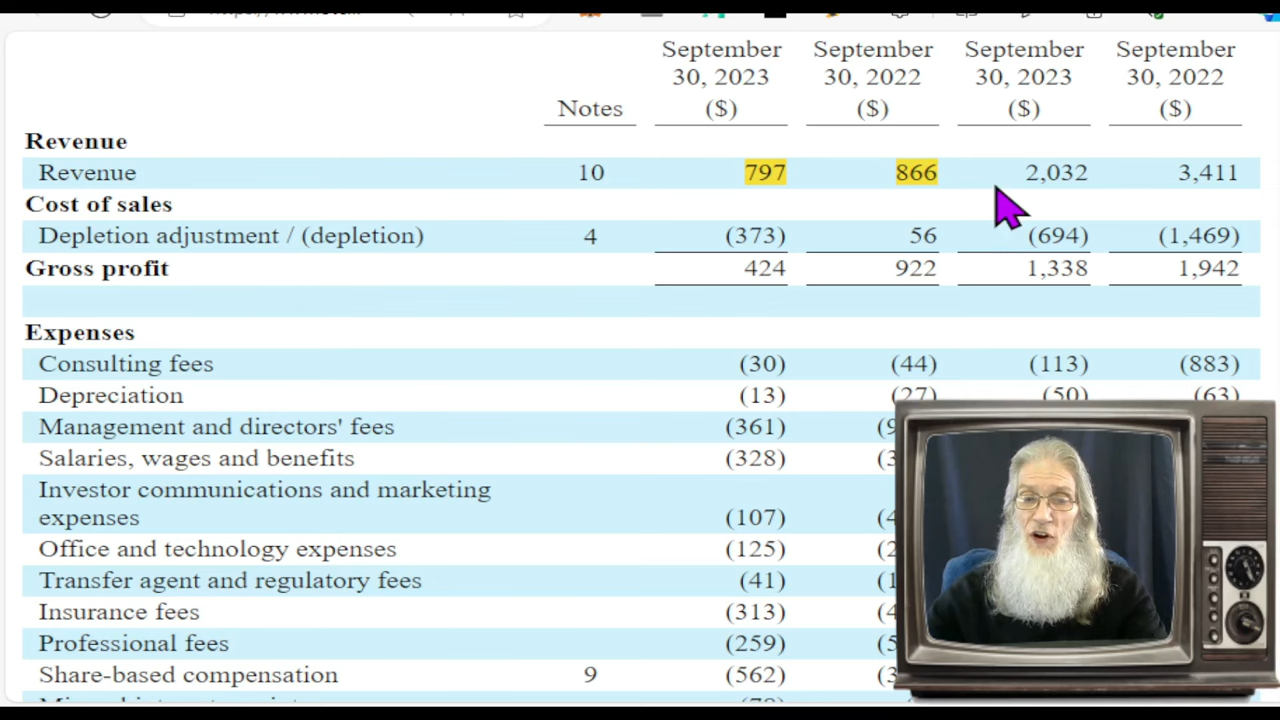 September September September September
30, 2023 30, 2022 30, 2023 30, 2022
Notes ($) ($) ($) ($)
Revenue
Revenue 10 797 866 2,032 3,411
Cost of sales
Depletion adjustment / (depletion) 4 (373) 56 (694) (1,469)
Gross profit 424 922 1,338 1,942
Expenses
Consulting fees (30) (44) (113) (883)
Depreciation (13) (27) (50) (63)
Management and directors' fees (361)
Salaries, wages and benefits (328)
Investor communications and marketing
expenses (107)
Office and technology expenses (125)
Transfer agent and regulatory fees (41)
Insurance fees (313)
Professional fees (259)
Share-based compensation 9 (562)